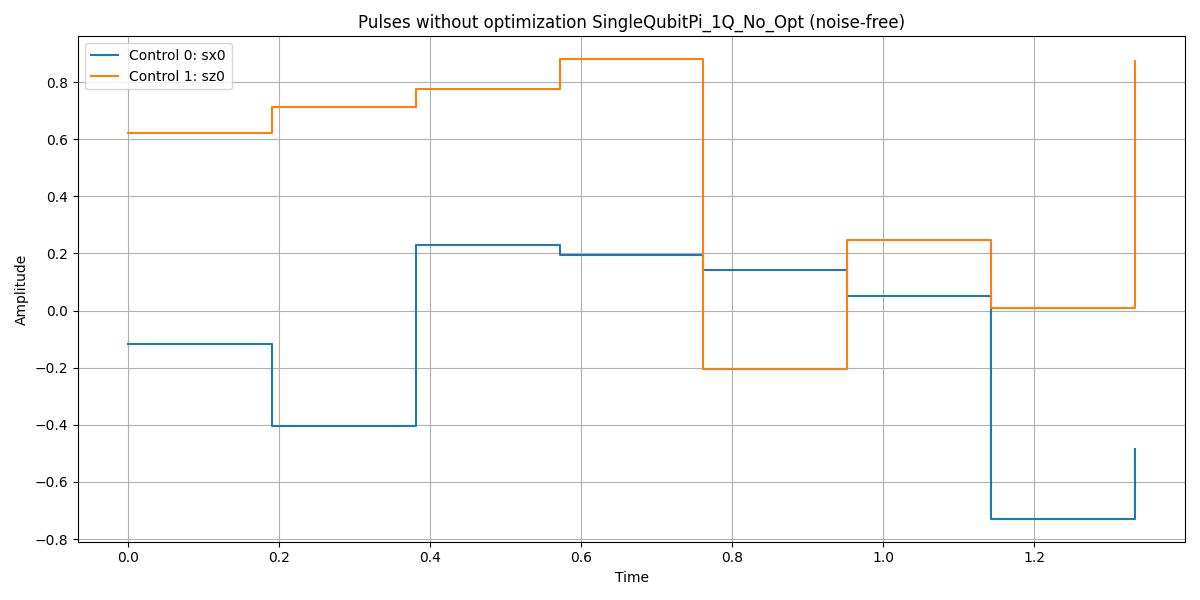 Pulses without optimization SingleQubitPi_1Q_No_Opt (noise-free)
Control 0: sx0
Control 1: sz0
Amplitude
0.8
0.6
0.4
0.2
0.0
−0.2
−0.4
−0.6
−0.8
0.0 0.2 0.4 0.6 0.8 1.0 1.2
Time